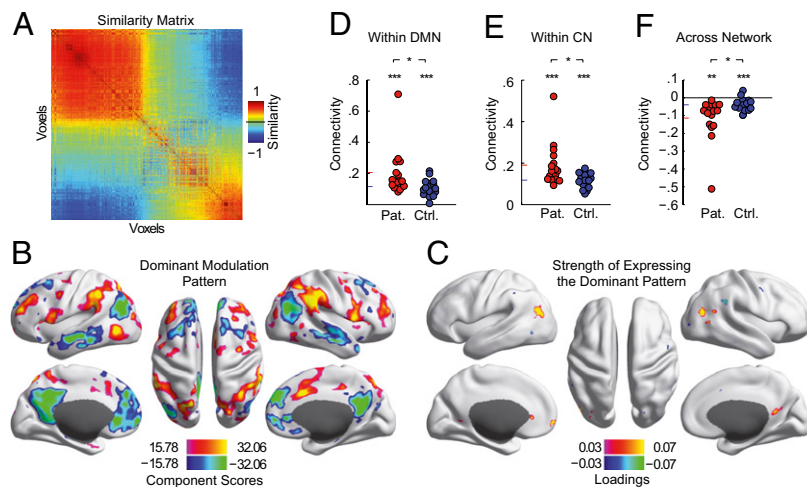 A
Similarity Matrix
Voxels
Voxels
1
−1
Similarity
D
Within DMN
*
*** ***
Connectivity
.8
.6
.4
.2
Pat. Ctrl.
E
Within CN
*
*** ***
Connectivity
.6
.4
.2
0
Pat. Ctrl.
F
Across Network
*
** ***
Connectivity
.1
0
−.1
−.2
−.3
−.4
−.5
−.6
Pat. Ctrl.
B
Dominant Modulation
Pattern
15.78 32.06
−15.78 −32.06
Component Scores
C
Strength of Expressing
the Dominant Pattern
0.03 0.07
−0.03 −0.07
Loadings